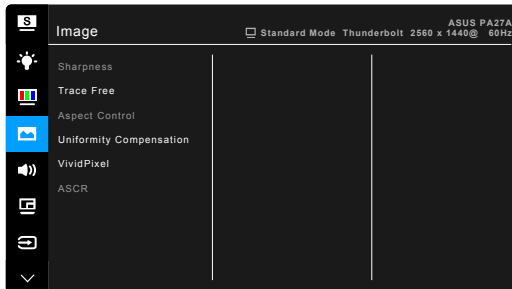 S
Image
ASUS PA27A
Standard Mode Thunderbolt 2560 x 1440@ 60Hz
Sharpness
Trace Free
Aspect Control
Uniformity Compensation
VividPixel
ASCR